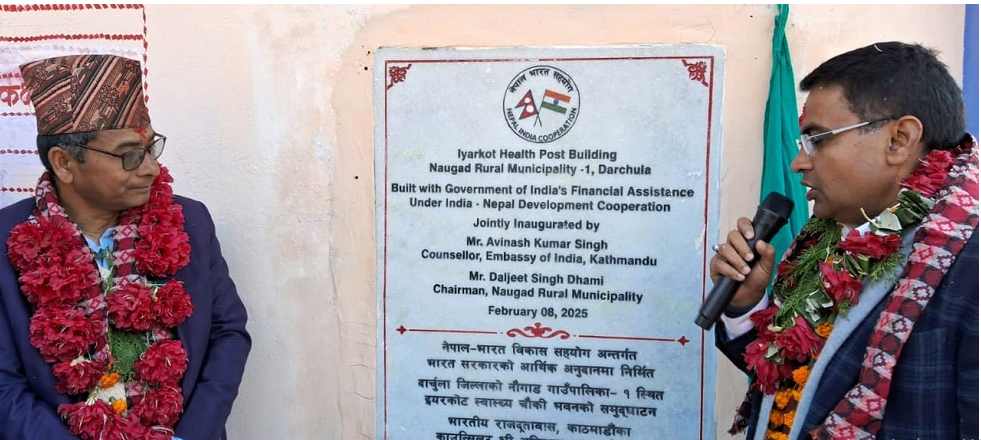 नेपाल भारत सहयोग
NEPAL INDIA COOPERATION
Iyarkot Health Post Building
Naugad Rural Municipality -1, Darchula
Built with Government of India's Financial Assistance
Under India - Nepal Development Cooperation
Jointly Inaugurated by
Mr. Avinash Kumar Singh
Counsellor, Embassy of India, Kathmandu
Mr. Daljeet Singh Dhami
Chairman, Naugad Rural Municipality
February 08, 2025
नेपाल-भारत विकास सहयोग अन्तर्गत
भारत सरकारको आर्थिक अनुदानमा निर्मित
दार्चुला जिल्लाको नौगाड गाउँपालिका- १ स्थित
इयरकोट स्वास्थ्य चौकी भवनको समुद्घाटन
भारतीय राजदूतावास, काठमाडौंका